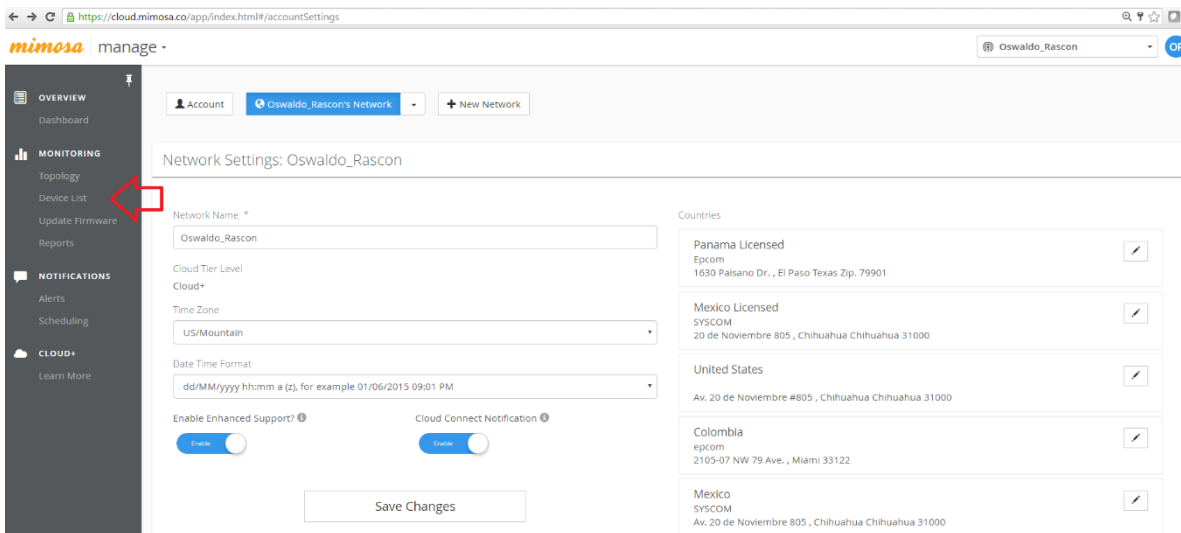 https://cloud.mimosa.co/app/index.html#/accountSettings
mimosa manage
Oswaldo_Rascon
OR
OVERVIEW
Dashboard
MONITORING
Topology
Device List
Update Firmware
Reports
NOTIFICATIONS
Alerts
Scheduling
CLOUD+
Learn More
Account
Oswaldo_Rascon's Network
New Network
Network Settings: Oswaldo_Rascon
Network Name *
Oswaldo_Rascon
Cloud Tier Level
Cloud+
Time Zone
US/Mountain
Date Time Format
dd/MM/yyyy hh:mm a (z), for example 01/06/2015 09:01 PM
Enable Enhanced Support?
Cloud Connect Notification
Enable
Enable
Save Changes
Countries
Panama Licensed
Epcom
1630 Paisano Dr. , El Paso Texas Zip. 79901
Mexico Licensed
SYSCOM
20 de Noviembre 805 , Chihuahua Chihuahua 31000
United States
Av. 20 de Noviembre #805 , Chihuahua Chihuahua 31000
Colombia
epcom
2105-07 NW 79 Ave. , Miami 33122
Mexico
SYSCOM
Av. 20 de Noviembre 805 , Chihuahua Chihuahua 31000